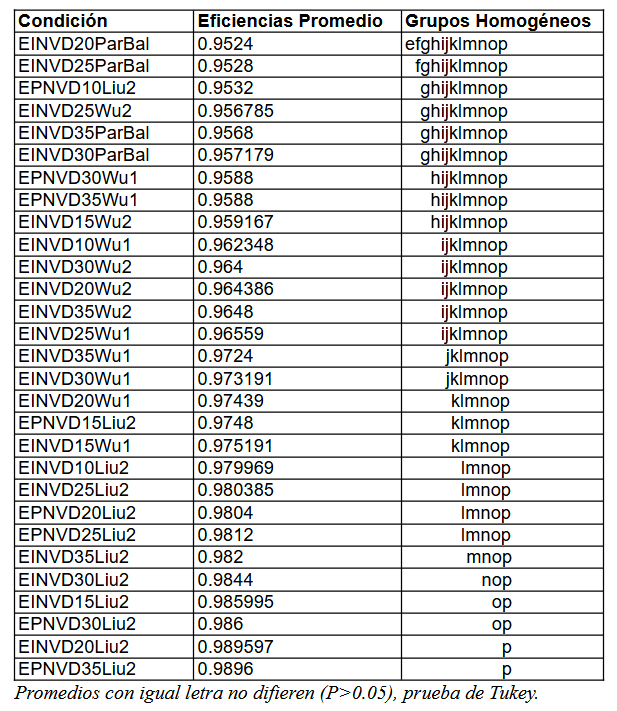 Condición Eficiencias Promedio Grupos Homogéneos
EINVD20ParBal 0.9524 efghijklmnop
EINVD25ParBal 0.9528 fghijklmnop
EPNVD10Liu2 0.9532 ghijklmnop
EINVD25Wu2 0.956785 ghijklmnop
EINVD35ParBal 0.9568 ghijklmnop
EINVD30ParBal 0.957179 ghijklmnop
EPNVD30Wu1 0.9588 hijklmnop
EPNVD35Wu1 0.9588 hijklmnop
EINVD15Wu2 0.959167 hijklmnop
EINVD10Wu1 0.962348 ijklmnop
EINVD30Wu2 0.964 ijklmnop
EINVD20Wu2 0.964386 ijklmnop
EINVD35Wu2 0.9648 ijklmnop
EINVD25Wu1 0.96559 ijklmnop
EINVD35Wu1 0.9724 jklmnop
EINVD30Wu1 0.973191 jklmnop
EINVD20Wu1 0.97439 klmnop
EPNVD15Liu2 0.9748 klmnop
EINVD15Wu1 0.975191 klmnop
EINVD10Liu2 0.979969 lmnop
EINVD25Liu2 0.980385 lmnop
EPNVD20Liu2 0.9804 lmnop
EPNVD25Liu2 0.9812 lmnop
EINVD35Liu2 0.982 mnop
EINVD30Liu2 0.9844 nop
EINVD15Liu2 0.985995 op
EPNVD30Liu2 0.986 op
EINVD20Liu2 0.989597 p
EPNVD35Liu2 0.9896 p
Promedios con igual letra no difieren (P>0.05), prueba de Tukey.